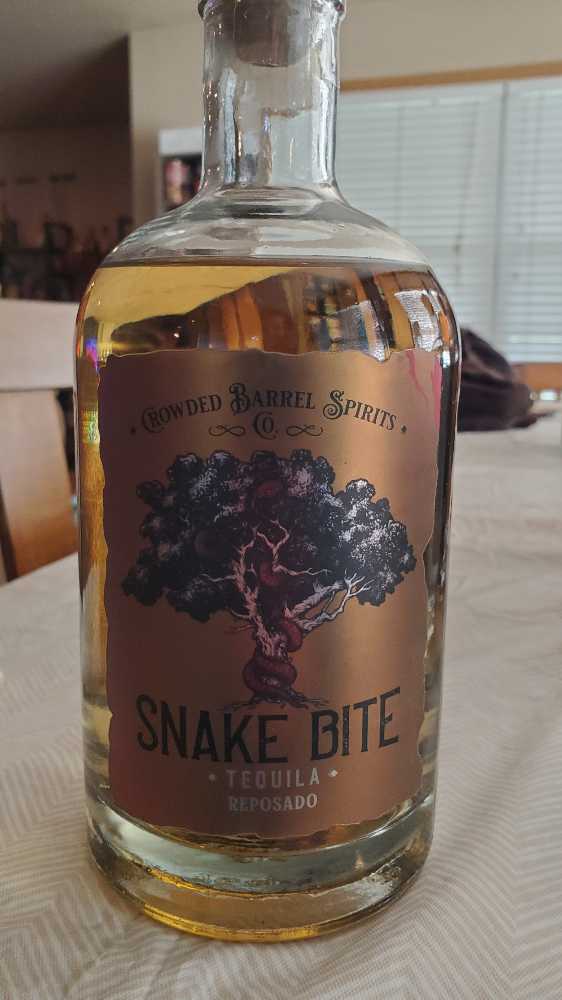 Crowded Barrel Spirits
Co.
SNAKE BITE
TEQUILA
REPOSADO